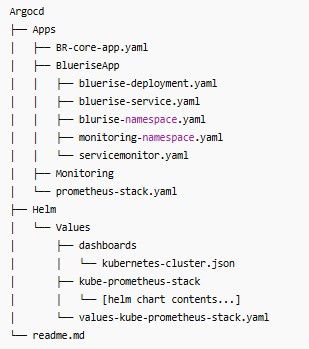 Argocd
├── Apps
│   ├── BR-core-app.yaml
│   ├── BlueriseApp
│   │   ├── bluerise-deployment.yaml
│   │   ├── bluerise-service.yaml
│   │   ├── blurise-namespace.yaml
│   │   ├── monitoring-namespace.yaml
│   │   └── servicemonitor.yaml
│   ├── Monitoring
│   └── prometheus-stack.yaml
├── Helm
│   └── Values
│       ├── dashboards
│       │   └── kubernetes-cluster.json
│       ├── kube-prometheus-stack
│       │   └── [helm chart contents...]
│       └── values-kube-prometheus-stack.yaml
└── readme.md